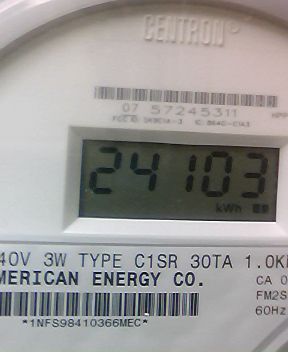 CENTRON®
07 57245311
24103
kWh
40V 3W TYPE C1SR 30TA 1.0K
MERICAN ENERGY CO.
CA 0
FM2S
60Hz
*1NFS98410366MEC*